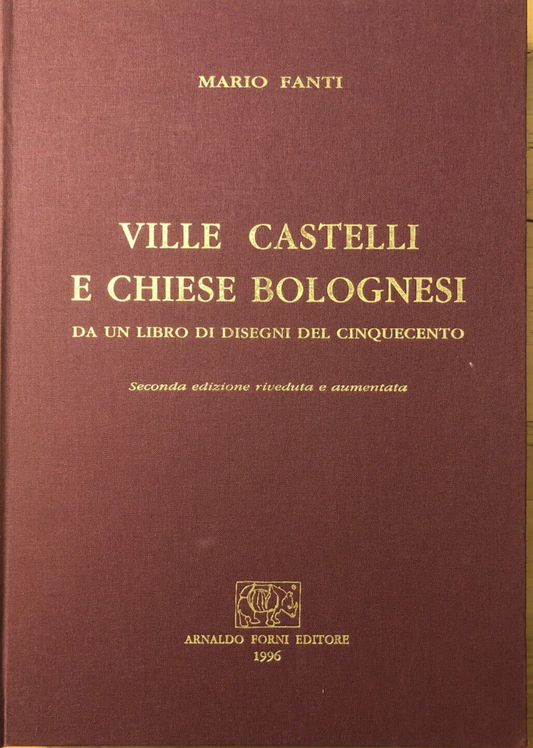 MARIO FANTI
VILLE CASTELLI
E CHIESE BOLOGNESI
DA UN LIBRO DI DISEGNI DEL CINQUECENTO
Seconda edizione riveduta e aumentata
ARNALDO FORNI EDITORE
1996